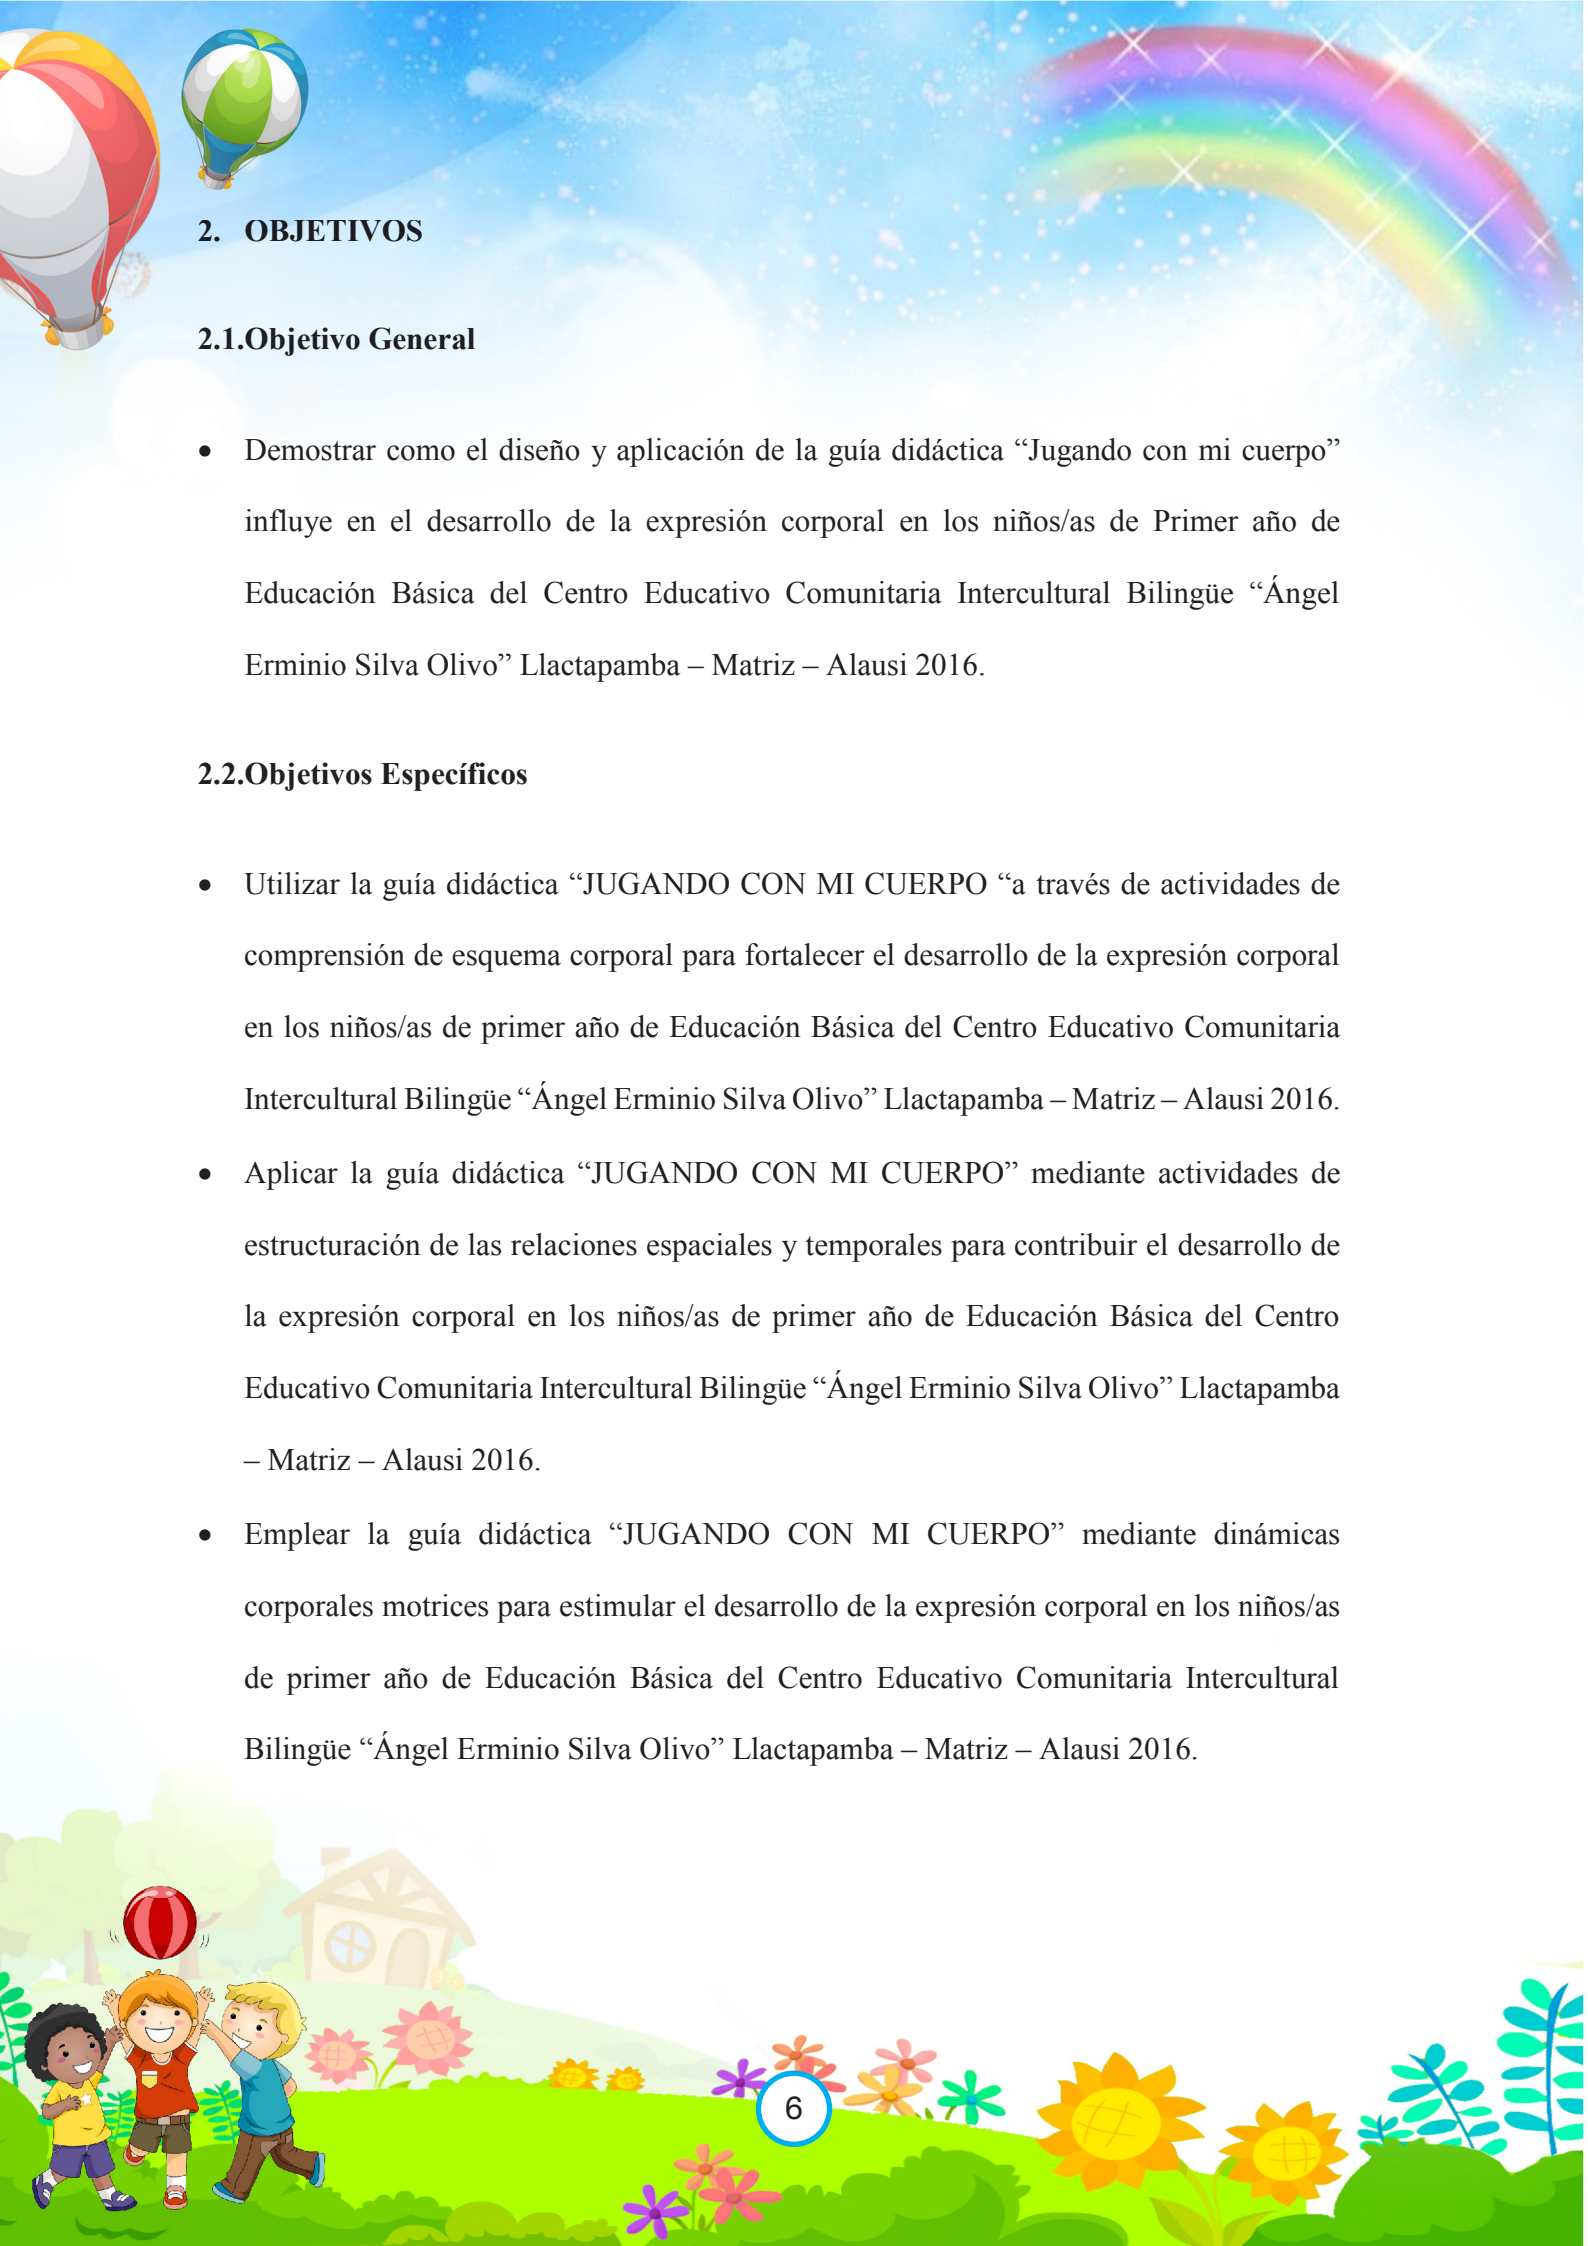 2. OBJETIVOS
2.1.Objetivo General
• Demostrar como el diseño y aplicación de la guía didáctica “Jugando con mi cuerpo”
influye en el desarrollo de la expresión corporal en los niños/as de Primer año de
Educación Básica del Centro Educativo Comunitaria Intercultural Bilingüe “Ángel
Erminio Silva Olivo” Llactapamba – Matriz – Alausi 2016.
2.2.Objetivos Específicos
• Utilizar la guía didáctica “JUGANDO CON MI CUERPO “a través de actividades de
comprensión de esquema corporal para fortalecer el desarrollo de la expresión corporal
en los niños/as de primer año de Educación Básica del Centro Educativo Comunitaria
Intercultural Bilingüe “Ángel Erminio Silva Olivo” Llactapamba – Matriz – Alausi 2016.
• Aplicar la guía didáctica “JUGANDO CON MI CUERPO” mediante actividades de
estructuración de las relaciones espaciales y temporales para contribuir el desarrollo de
la expresión corporal en los niños/as de primer año de Educación Básica del Centro
Educativo Comunitaria Intercultural Bilingüe “Ángel Erminio Silva Olivo” Llactapamba
– Matriz – Alausi 2016.
• Emplear la guía didáctica “JUGANDO CON MI CUERPO” mediante dinámicas
corporales motrices para estimular el desarrollo de la expresión corporal en los niños/as
de primer año de Educación Básica del Centro Educativo Comunitaria Intercultural
Bilingüe “Ángel Erminio Silva Olivo” Llactapamba – Matriz – Alausi 2016.
6